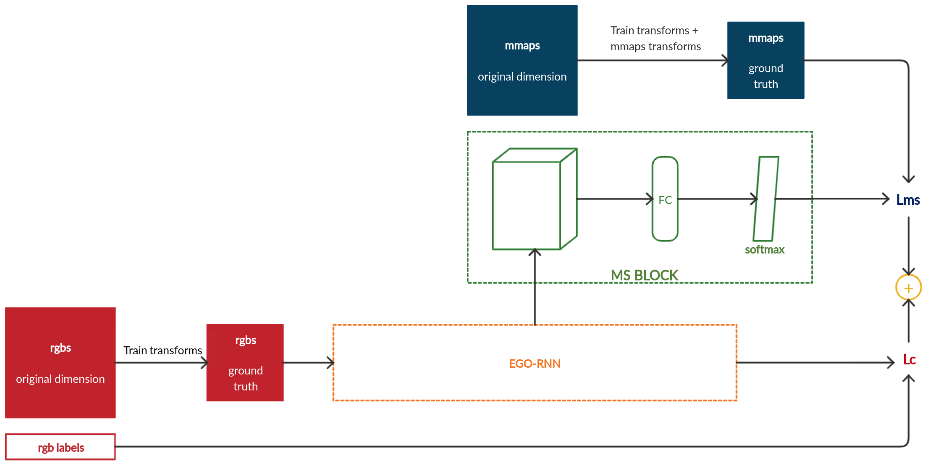 mmaps
original dimension
Train transforms +
mmaps transforms
mmaps
ground
truth
FC
softmax
MS BLOCK
Lms
+
rgbs
original dimension
Train transforms
rgbs
ground
truth
EGO-RNN
Lc
rgb labels